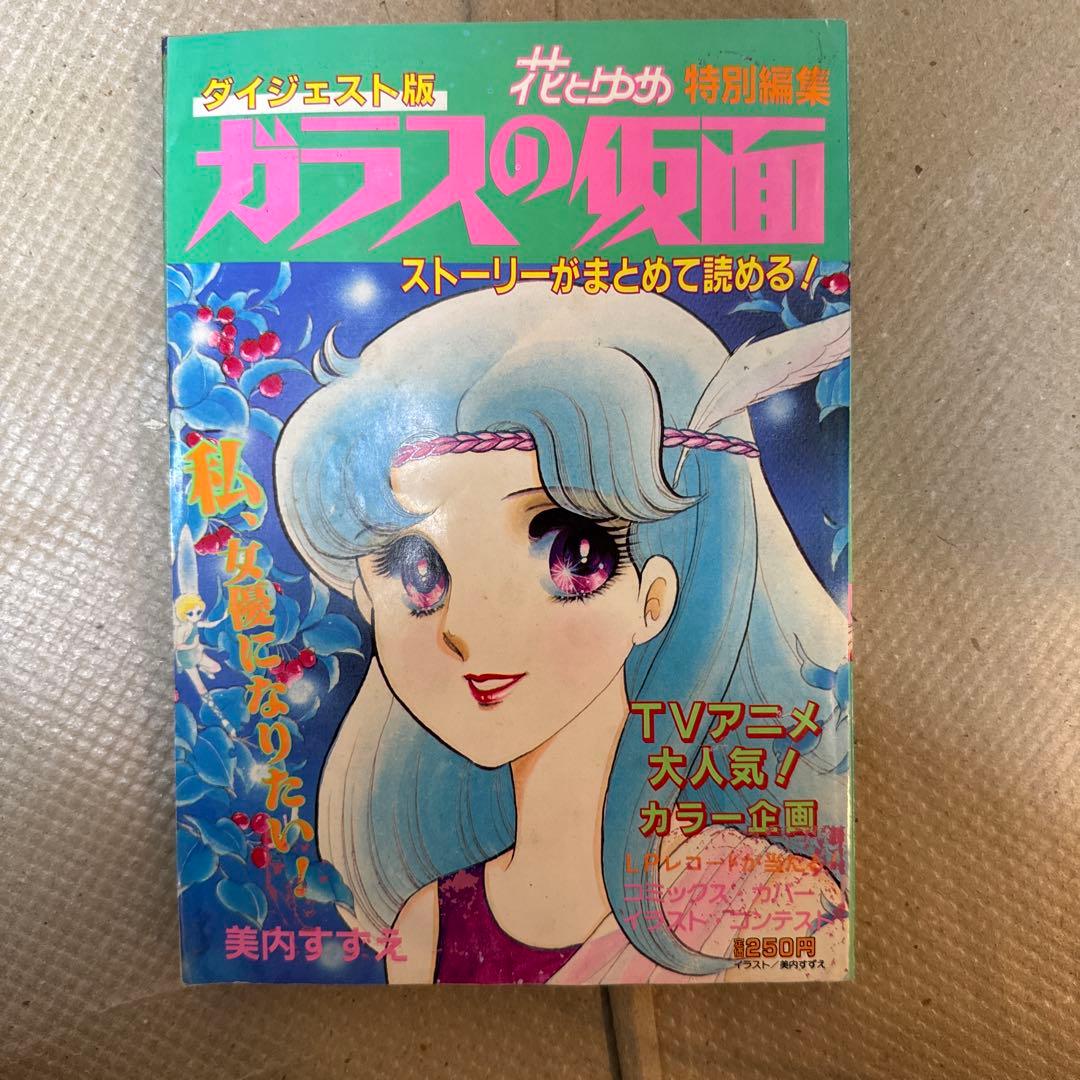 ダイジェスト版
花とゆめ 特別編集
ガラスの仮面
ストーリーがまとめて読める!
私、女優になりたい!
TVアニメ
大人気!
カラー企画
LPレコードが当たる!
コミックス・カバー
イラスト・コンテスト
美内すずえ
定価250円
イラスト/美内すずえ